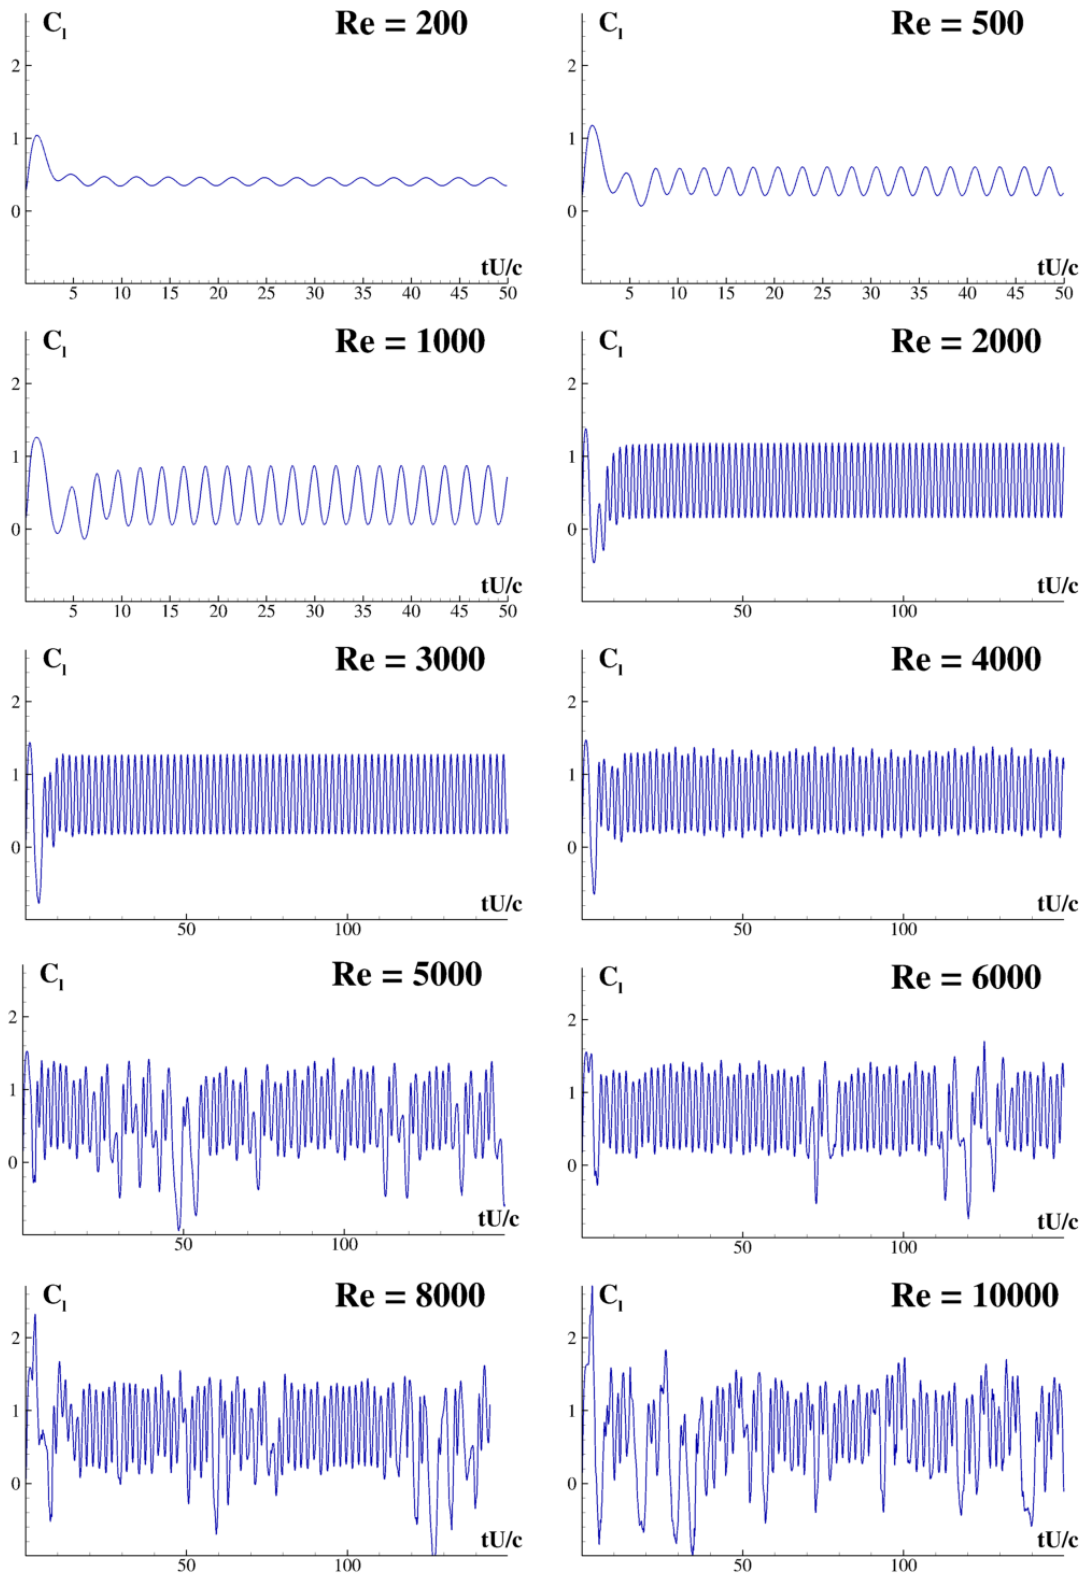 C_l Re = 200 C_l Re = 500
2 2
1 1
0 0
tU/c tU/c
5 10 15 20 25 30 35 40 45 50 5 10 15 20 25 30 35 40 45 50
C_l Re = 1000 C_l Re = 2000
2 2
1 1
0 0
tU/c tU/c
5 10 15 20 25 30 35 40 45 50 50 100
C_l Re = 3000 C_l Re = 4000
2 2
1 1
0 0
tU/c tU/c
50 100 50 100
C_l Re = 5000 C_l Re = 6000
2 2
1 1
0 0
tU/c tU/c
50 100 50 100
C_l Re = 8000 C_l Re = 10000
2 2
1 1
0 0
tU/c tU/c
50 100 50 100